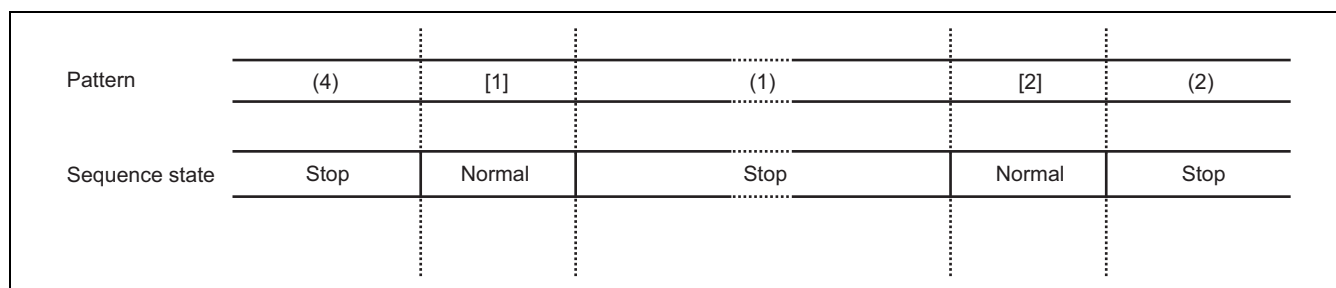 Pattern (4) [1] (1) [2] (2)
Sequence state Stop Normal Stop Normal Stop